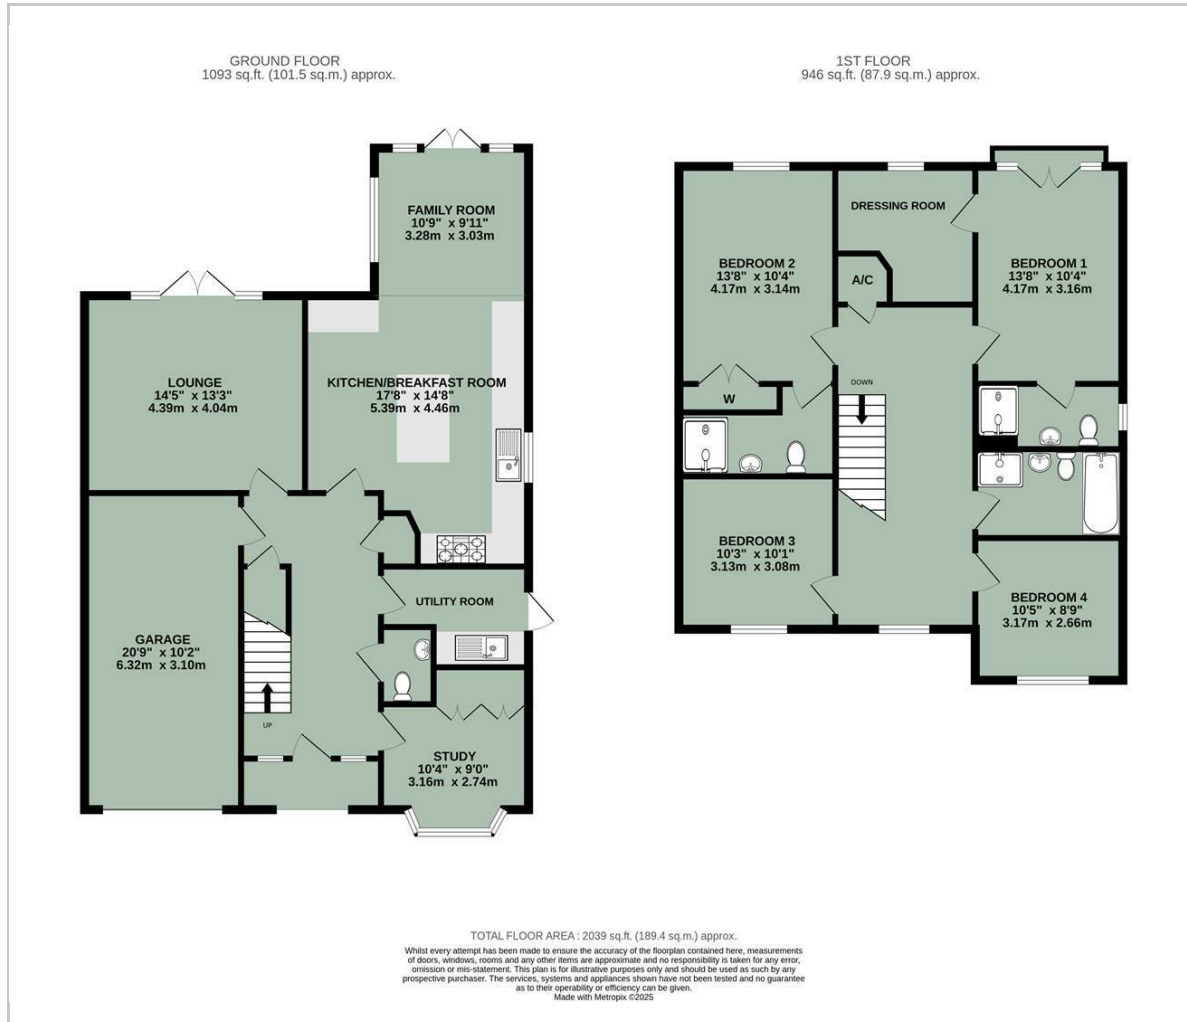 GROUND FLOOR
1093 sq.ft. (101.5 sq.m.) approx.
FAMILY ROOM
10'9" x 9'11"
3.28m x 3.03m
LOUNGE
14'5" x 13'3"
4.39m x 4.04m
KITCHEN/BREAKFAST ROOM
17'8" x 14'8"
5.39m x 4.46m
UTILITY ROOM
GARAGE
20'9" x 10'2"
6.32m x 3.10m
UP
STUDY
10'4" x 9'0"
3.16m x 2.74m
1ST FLOOR
946 sq.ft. (87.9 sq.m.) approx.
DRESSING ROOM
BEDROOM 2
13'8" x 10'4"
4.17m x 3.14m
A/C
BEDROOM 1
13'8" x 10'4"
4.17m x 3.16m
DOWN
W
BEDROOM 3
10'3" x 10'1"
3.13m x 3.08m
BEDROOM 4
10'5" x 8'9"
3.17m x 2.66m
TOTAL FLOOR AREA : 2039 sq.ft. (189.4 sq.m.) approx.
Whilst every attempt has been made to ensure the accuracy of the floorplan contained here, measurements
of doors, windows, rooms and any other items are approximate and no responsibility is taken for any error,
omission or mis-statement. This plan is for illustrative purposes only and should be used as such by any
prospective purchaser. The services, systems and appliances shown have not been tested and no guarantee
as to their operability or efficiency can be given.
Made with Metropix ©2025